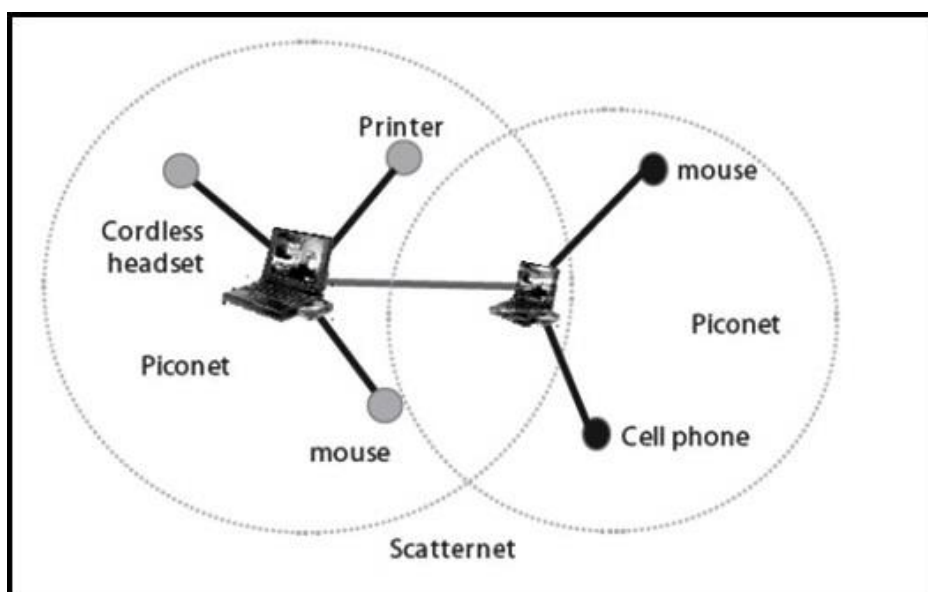 Printer
mouse
Cordless
headset
Piconet
Piconet
mouse
Cell phone
Scatternet